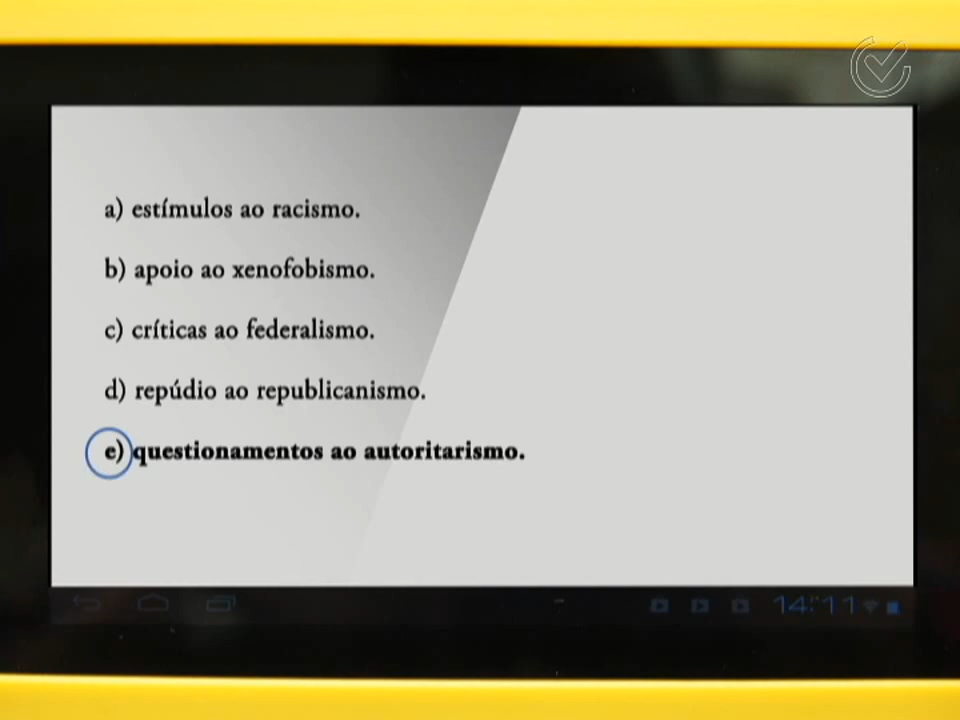 a) estímulos ao racismo.
b) apoio ao xenofobismo.
c) críticas ao federalismo.
d) repúdio ao republicanismo.
e) questionamentos ao autoritarismo.
14:11